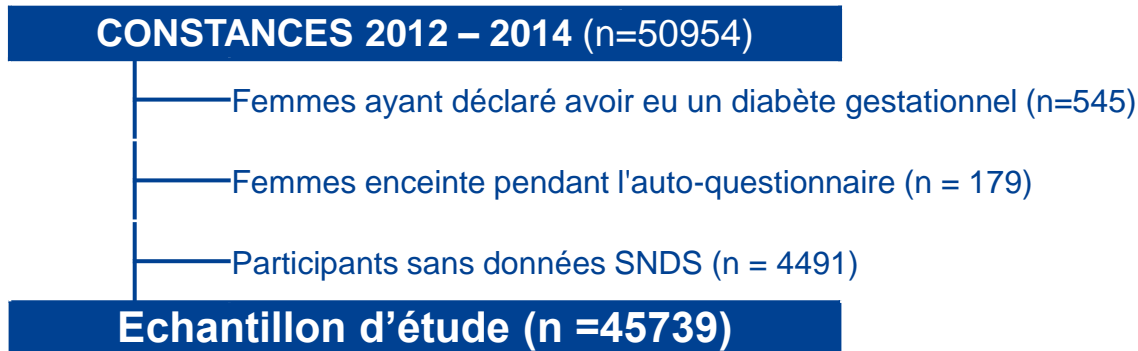 CONSTANCES 2012 – 2014 (n=50954)
Femmes ayant déclaré avoir eu un diabète gestationnel (n=545)
Femmes enceinte pendant l'auto-questionnaire (n = 179)
Participants sans données SNDS (n = 4491)
Echantillon d’étude (n =45739)